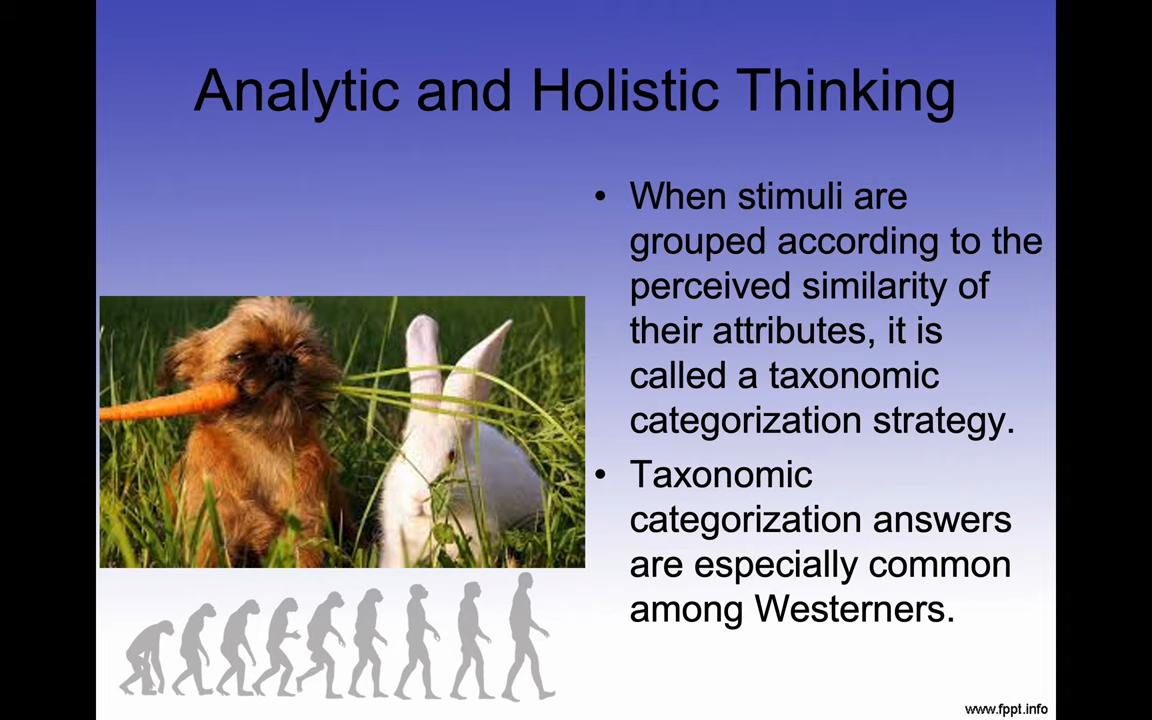 Analytic and Holistic Thinking
• When stimuli are
grouped according to the
perceived similarity of
their attributes, it is
called a taxonomic
categorization strategy.
• Taxonomic
categorization answers
are especially common
among Westerners.
www.fppt.info